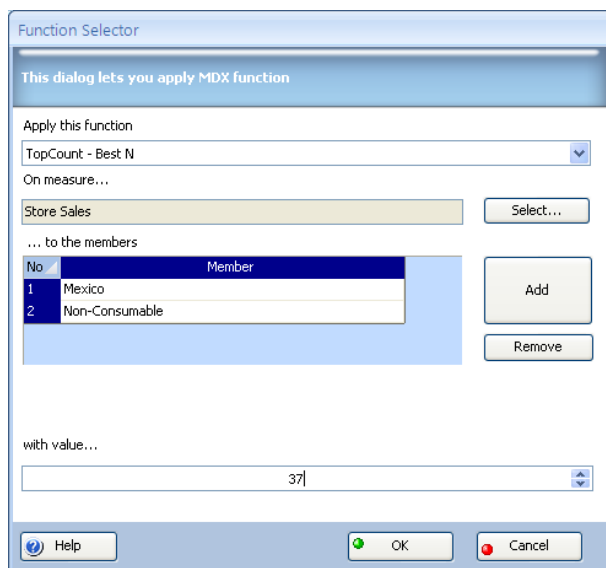 Function Selector
This dialog lets you apply MDX function
Apply this function
TopCount - Best N
On measure...
Store Sales
Select...
... to the members
No Member
1 Mexico
2 Non-Consumable
Add
Remove
with value...
37
Help OK Cancel